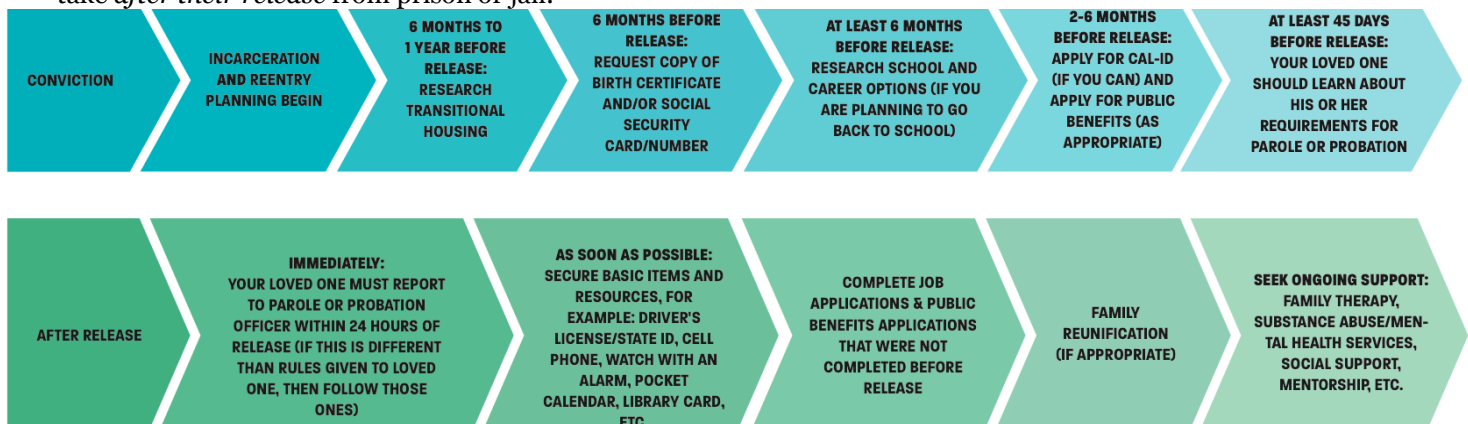 take after their release from prison or jail.
CONVICTION
INCARCERATION
AND REENTRY
PLANNING BEGIN
6 MONTHS TO
1 YEAR BEFORE
RELEASE:
RESEARCH
TRANSITIONAL
HOUSING
6 MONTHS BEFORE
RELEASE:
REQUEST COPY OF
BIRTH CERTIFICATE
AND/OR SOCIAL
SECURITY
CARD/NUMBER
AT LEAST 6 MONTHS
BEFORE RELEASE:
RESEARCH SCHOOL AND
CAREER OPTIONS (IF YOU
ARE PLANNING TO GO
BACK TO SCHOOL)
2-6 MONTHS
BEFORE RELEASE:
APPLY FOR CAL-ID
(IF YOU CAN) AND
APPLY FOR PUBLIC
BENEFITS (AS
APPROPRIATE)
AT LEAST 45 DAYS
BEFORE RELEASE:
YOUR LOVED ONE
SHOULD LEARN ABOUT
HIS OR HER
REQUIREMENTS FOR
PAROLE OR PROBATION
AFTER RELEASE
IMMEDIATELY:
YOUR LOVED ONE MUST REPORT
TO PAROLE OR PROBATION
OFFICER WITHIN 24 HOURS OF
RELEASE (IF THIS IS DIFFERENT
THAN RULES GIVEN TO LOVED
ONE, THEN FOLLOW THOSE
ONES)
AS SOON AS POSSIBLE:
SECURE BASIC ITEMS AND
RESOURCES, FOR
EXAMPLE: DRIVER'S
LICENSE/STATE ID, CELL
PHONE, WATCH WITH AN
ALARM, POCKET
CALENDAR, LIBRARY CARD,
ETC.
COMPLETE JOB
APPLICATIONS & PUBLIC
BENEFITS APPLICATIONS
THAT WERE NOT
COMPLETED BEFORE
RELEASE
FAMILY
REUNIFICATION
(IF APPROPRIATE)
SEEK ONGOING SUPPORT:
FAMILY THERAPY,
SUBSTANCE ABUSE/MEN-
TAL HEALTH SERVICES,
SOCIAL SUPPORT,
MENTORSHIP, ETC.